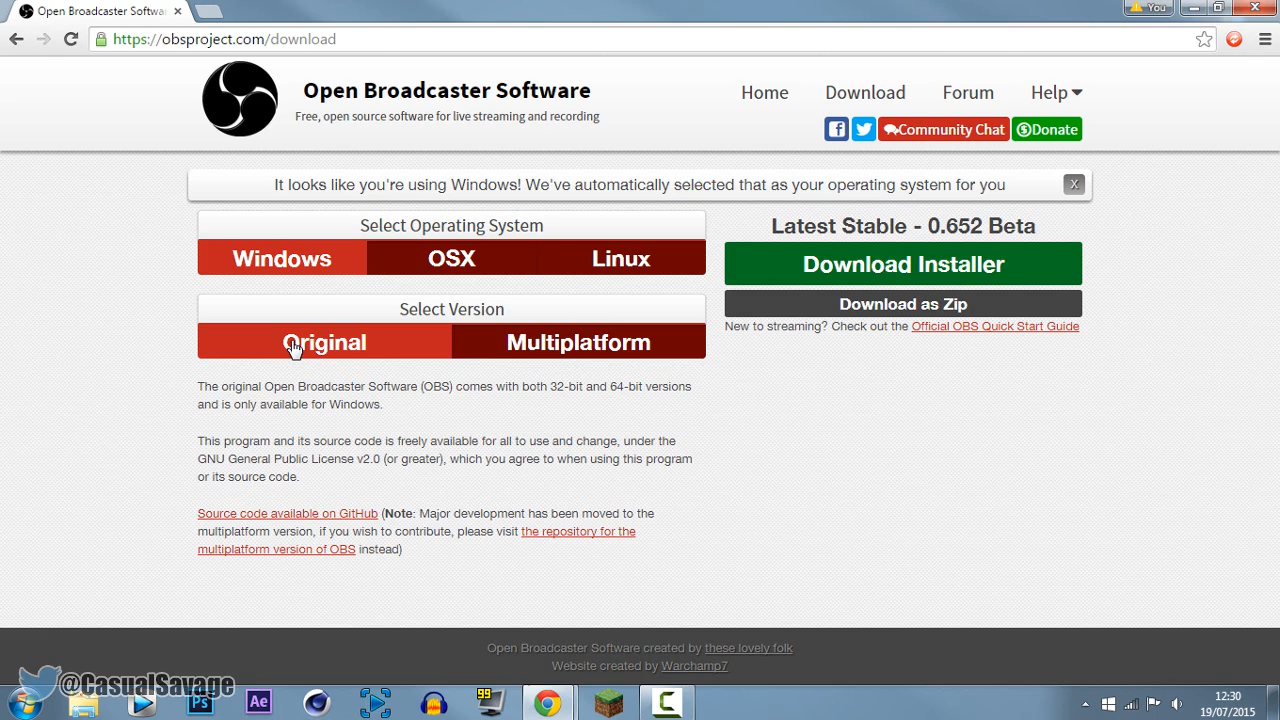 Open Broadcaster Softwa
You
https://obsproject.com/download
Open Broadcaster Software
Free, open source software for live streaming and recording
Home Download Forum Help
Community Chat Donate
It looks like you're using Windows! We've automatically selected that as your operating system for you
X
Select Operating System
Windows OSX Linux
Select Version
Original Multiplatform
The original Open Broadcaster Software (OBS) comes with both 32-bit and 64-bit versions
and is only available for Windows.
This program and its source code is freely available for all to use and change, under the
GNU General Public License v2.0 (or greater), which you agree to when using this program
or its source code.
Source code available on GitHub (Note: Major development has been moved to the
multiplatform version, if you wish to contribute, please visit the repository for the
multiplatform version of OBS instead)
Latest Stable - 0.652 Beta
Download Installer
Download as Zip
New to streaming? Check out the Official OBS Quick Start Guide
Open Broadcaster Software created by these lovely folk
Website created by Warchamp7
@CasualSavage
Ps
Ae
99
12:30
19/07/2015